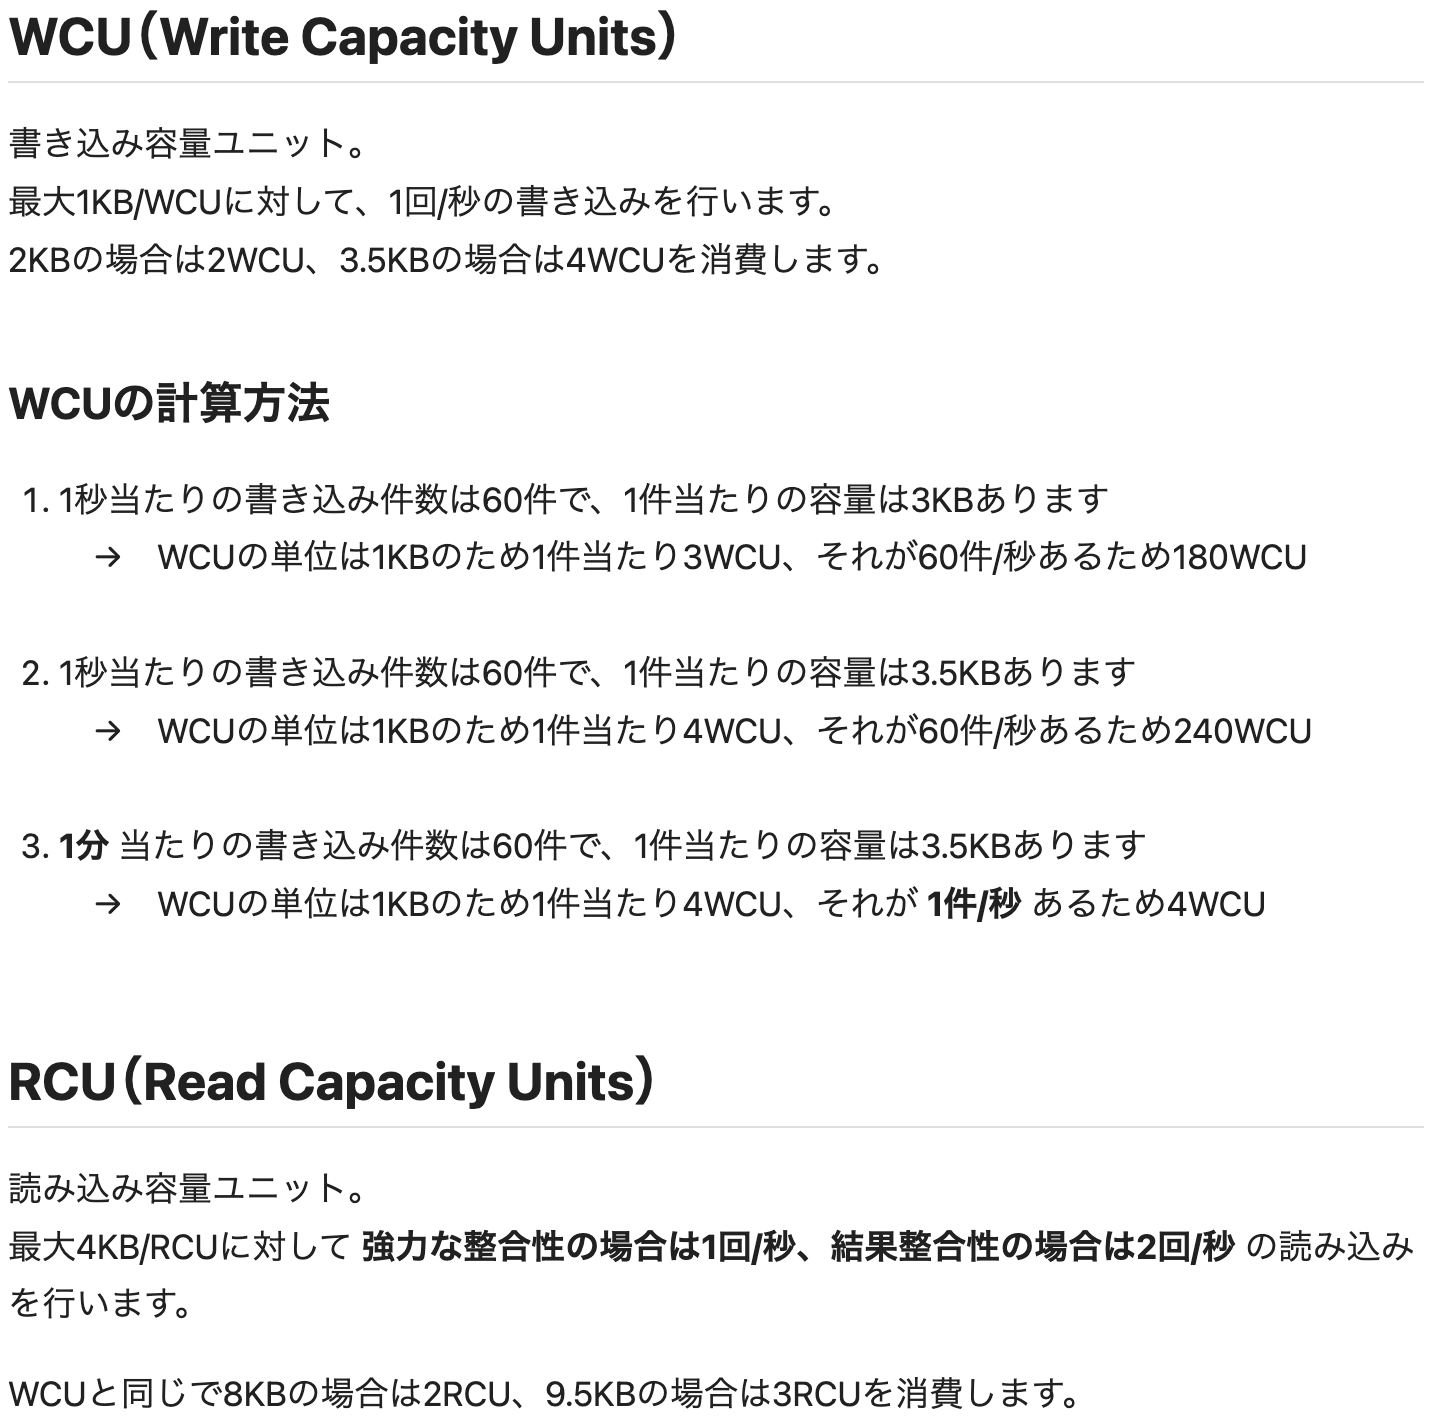 WCU（Write Capacity Units）
書き込み容量ユニット。
最大1KB/WCUに対して、1回/秒の書き込みを行います。
2KBの場合は2WCU、3.5KBの場合は4WCUを消費します。
WCUの計算方法
1. 1秒当たりの書き込み件数は60件で、1件当たりの容量は3KBあります
→　WCUの単位は1KBのため1件当たり3WCU、それが60件/秒あるため180WCU
2. 1秒当たりの書き込み件数は60件で、1件当たりの容量は3.5KBあります
→　WCUの単位は1KBのため1件当たり4WCU、それが60件/秒あるため240WCU
3. 1分 当たりの書き込み件数は60件で、1件当たりの容量は3.5KBあります
→　WCUの単位は1KBのため1件当たり4WCU、それが 1件/秒 あるため4WCU
RCU（Read Capacity Units）
読み込み容量ユニット。
最大4KB/RCUに対して 強力な整合性の場合は1回/秒、結果整合性の場合は2回/秒 の読み込み
を行います。
WCUと同じで8KBの場合は2RCU、9.5KBの場合は3RCUを消費します。